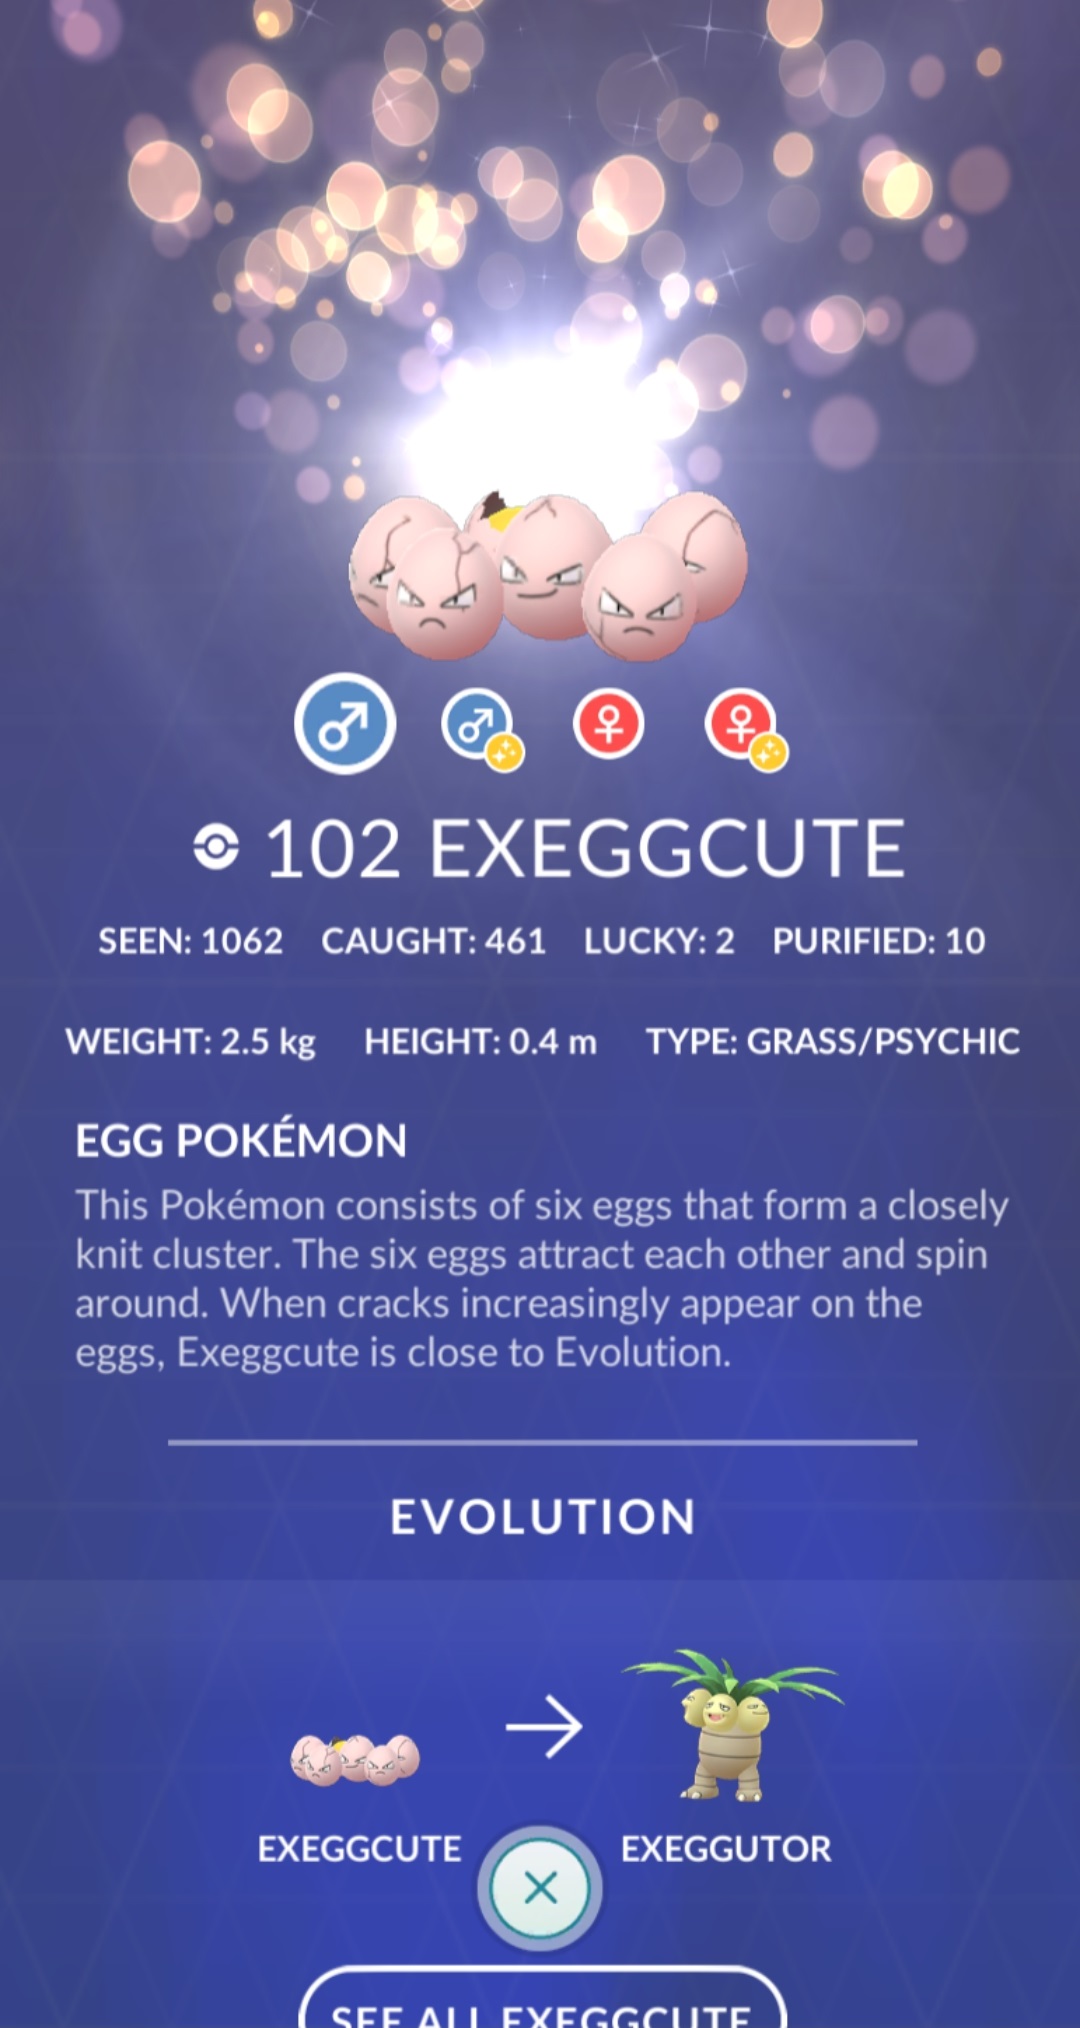 102 EXEGGCUTE
SEEN: 1062 CAUGHT: 461 LUCKY: 2 PURIFIED: 10
WEIGHT: 2.5 kg HEIGHT: 0.4 m TYPE: GRASS/PSYCHIC
EGG POKÉMON
This Pokémon consists of six eggs that form a closely
knit cluster. The six eggs attract each other and spin
around. When cracks increasingly appear on the
eggs, Exeggcute is close to Evolution.
EVOLUTION
EXEGGCUTE EXEGGUTOR
SEE ALL EXEGGCUTE